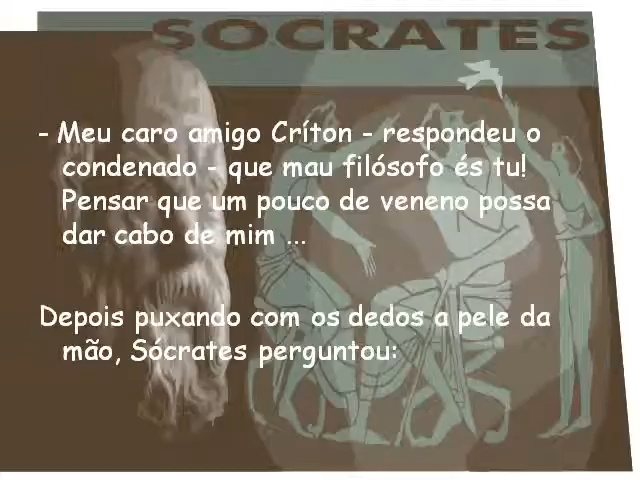 SOCRATES
- Meu caro amigo Críton - respondeu o
condenado - que mau filósofo és tu!
Pensar que um pouco de veneno possa
dar cabo de mim ...
Depois puxando com os dedos a pele da
mão, Sócrates perguntou: